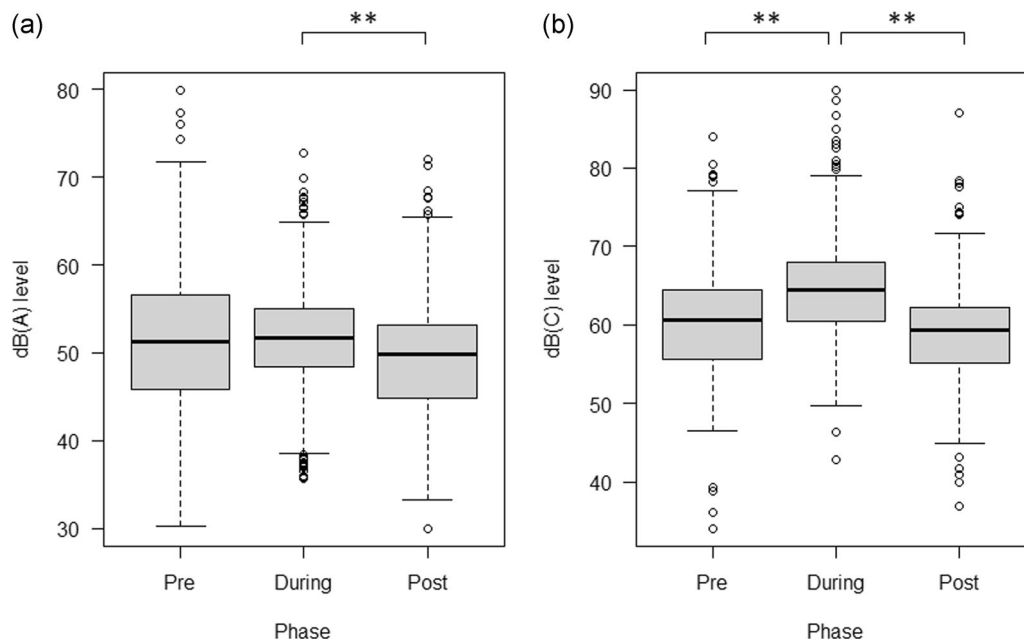 (a)
**
dB(A) level
80
70
60
50
40
30
Pre During Post
Phase
(b)
** **
dB(C) level
90
80
70
60
50
40
Pre During Post
Phase